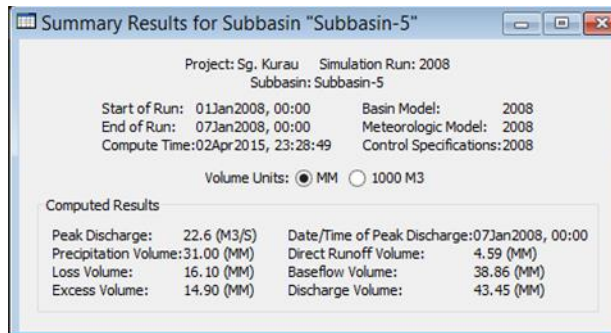 Summary Results for Subbasin "Subbasin-5"
Project: Sg. Kurau Simulation Run: 2008
Subbasin: Subbasin-5
Start of Run: 01Jan2008, 00:00 Basin Model: 2008
End of Run: 07Jan2008, 00:00 Meteorologic Model: 2008
Compute Time:02Apr2015, 23:28:49 Control Specifications:2008
Volume Units: MM 1000 M3
Computed Results
Peak Discharge: 22.6 (M3/S) Date/Time of Peak Discharge:07Jan2008, 00:00
Precipitation Volume:31.00 (MM) Direct Runoff Volume: 4.59 (MM)
Loss Volume: 16.10 (MM) Baseflow Volume: 38.86 (MM)
Excess Volume: 14.90 (MM) Discharge Volume: 43.45 (MM)